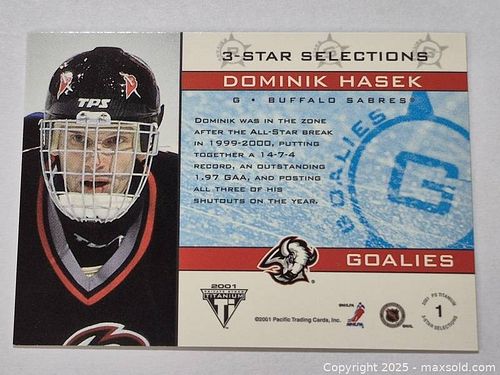 3-STAR SELECTIONS
DOMINIK HASEK
G • BUFFALO SABRES®
DOMINIK WAS IN THE ZONE
AFTER THE ALL-STAR BREAK
IN 1999-2000, PUTTING
TOGETHER A 14-7-4
RECORD, AN OUTSTANDING
1.97 GAA, AND POSTING
ALL THREE OF HIS
SHUTOUTS ON THE YEAR.
GOALIES
G
GOALIES
TPS
2001
TITANIUM
Ti
©2001 Pacific Trading Cards, Inc.
1
Copyright © 2025 - maxsold.com